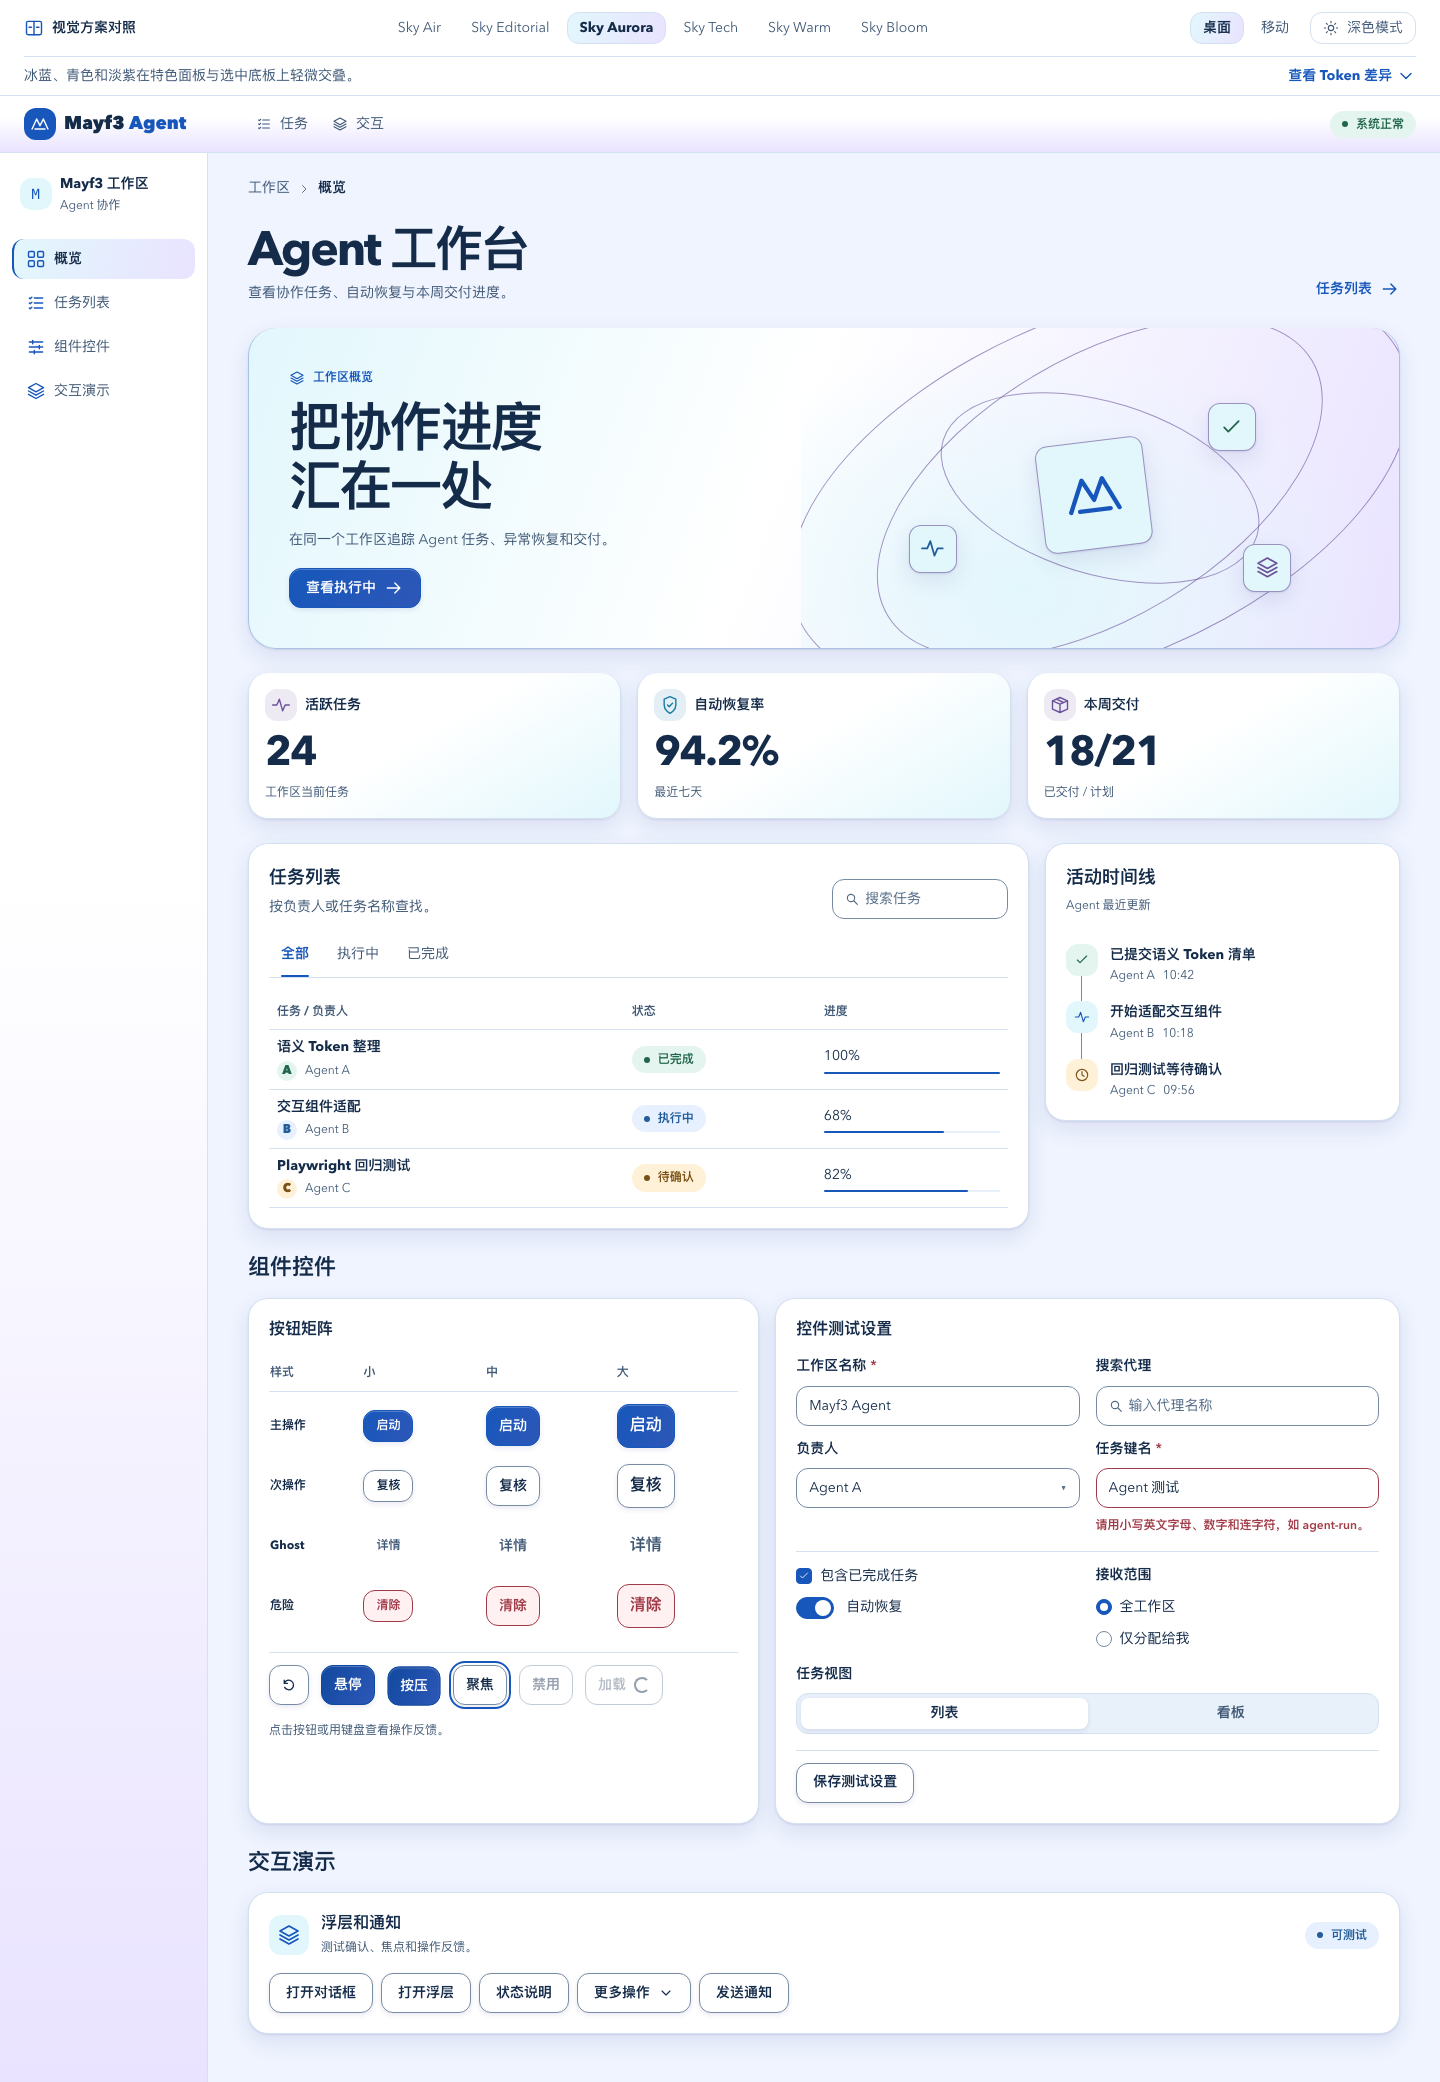 视觉方案对照
Sky Air
Sky Editorial
Sky Aurora
Sky Tech
Sky Warm
Sky Bloom
桌面
移动
深色模式
冰蓝、青色和淡紫在特色面板与选中底板上轻微交叠。
查看 Token 差异
Mayf3 Agent
任务
交互
系统正常
M
Mayf3 工作区
Agent 协作
概览
任务列表
组件控件
交互演示
工作区
概览
Agent 工作台
查看协作任务、自动恢复与本周交付进度。
任务列表
工作区概览
把协作进度
汇在一处
在同一个工作区追踪 Agent 任务、异常恢复和交付。
查看执行中
活跃任务
24
工作区当前任务
自动恢复率
94.2%
最近七天
本周交付
18/21
已交付 / 计划
任务列表
按负责人或任务名称查找。
搜索任务
全部
执行中
已完成
任务 / 负责人
状态
进度
语义 Token 整理
A
Agent A
已完成
100%
交互组件适配
B
Agent B
执行中
68%
Playwright 回归测试
C
Agent C
待确认
82%
活动时间线
Agent 最近更新
已提交语义 Token 清单
Agent A 10:42
开始适配交互组件
Agent B 10:18
回归测试等待确认
Agent C 09:56
组件控件
按钮矩阵
样式
小
中
大
主操作
启动
启动
启动
次操作
复核
复核
复核
Ghost
详情
详情
详情
危险
清除
清除
清除
悬停
按压
聚焦
禁用
加载
点击按钮或用键盘查看操作反馈。
控件测试设置
工作区名称 *
Mayf3 Agent
搜索代理
输入代理名称
负责人
Agent A
任务键名 *
Agent 测试
请用小写英文字母、数字和连字符，如 agent-run。
包含已完成任务
自动恢复
接收范围
全工作区
仅分配给我
任务视图
列表
看板
保存测试设置
交互演示
浮层和通知
测试确认、焦点和操作反馈。
可测试
打开对话框
打开浮层
状态说明
更多操作
发送通知